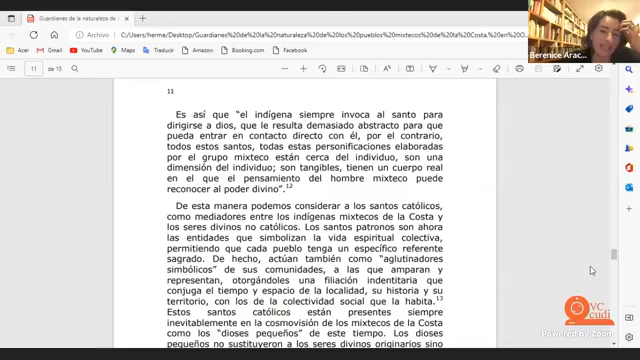 Guardianes de la naturaleza de l
Archivo
C:/Users/herme/Desktop/Guardianes%20de%20la%20naturaleza%20de%20los%20pueblos%20mixtecos%20de%20la%20Costa,%20en%20O...
Acer
Gmail
YouTube
Maps
Traducir
Amazon
Facebook
Booking
LastPass
McAfee
Berenice Arac...
11
de 15
11
Es así que “el indígena siempre invoca al santo para
dirigirse a dios, que le resulta demasiado abstracto para que
pueda entrar en contacto directo con él, por el contrario,
todos estos santos, todas estas personificaciones elaboradas
por el grupo mixteco están cerca del individuo, son una
dimensión del individuo; son tangibles, tienen un cuerpo real
en el que el pensamiento del hombre mixteco puede
reconocer al poder divino”.12
De esta manera podemos considerar a los santos católicos,
como mediadores entre los indígenas mixtecos de la Costa y
los seres divinos no católicos. Los santos patronos son ahora
las entidades que simbolizan la vida espiritual colectiva,
permitiendo que cada pueblo tenga un específico referente
sagrado. De hecho, actúan también como “aglutinadores
simbólicos” de sus comunidades, a las que amparan y
representan, otorgándoles una filiación indentitaria que
conjuga el tiempo y espacio de la localidad, su historia y su
territorio, con los de la colectividad social que la habita.13
Estos santos católicos están presentes siempre
inevitablemente en la cosmovisión de los mixtecos de la Costa
como los “dioses pequeños” de este tiempo. Los dioses
pequeños no sustituyeron a los seres divinos originarios sino
VC
cudi
Powered by Zoom